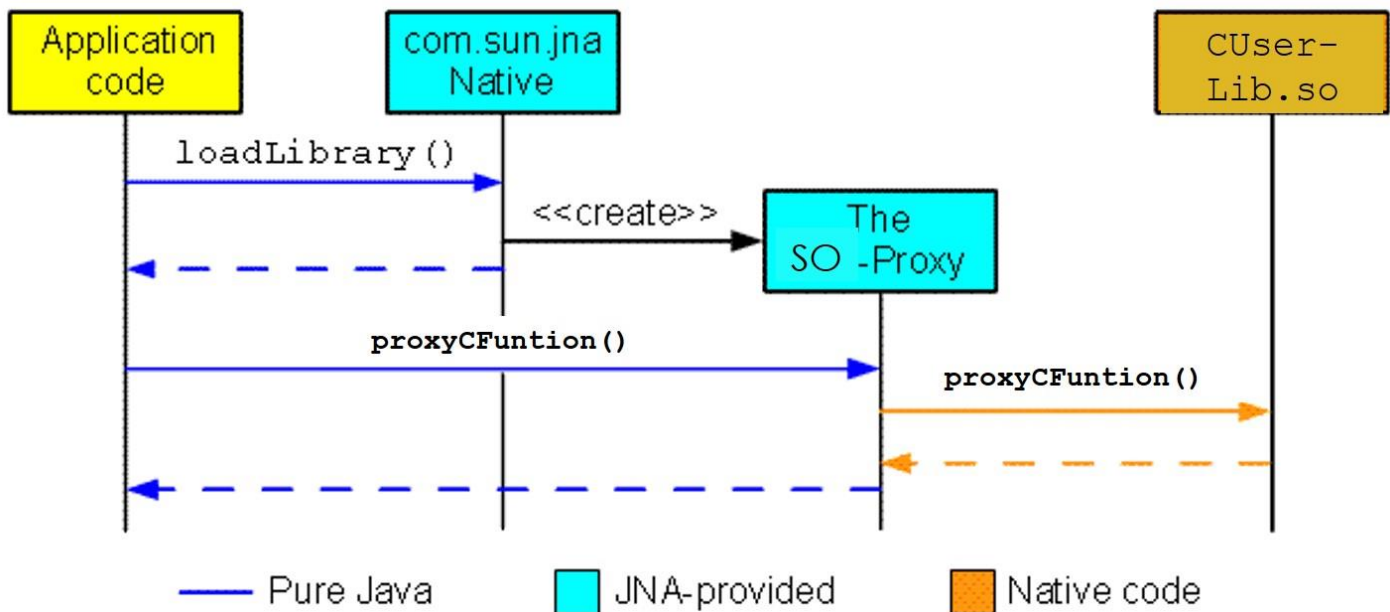 Application
code
com.sun.jna
Native
CUser-
Lib.so
loadLibrary()
<<create>>
The
SO -Proxy
proxyCFuntion()
proxyCFuntion()
Pure Java
JNA-provided
Native code